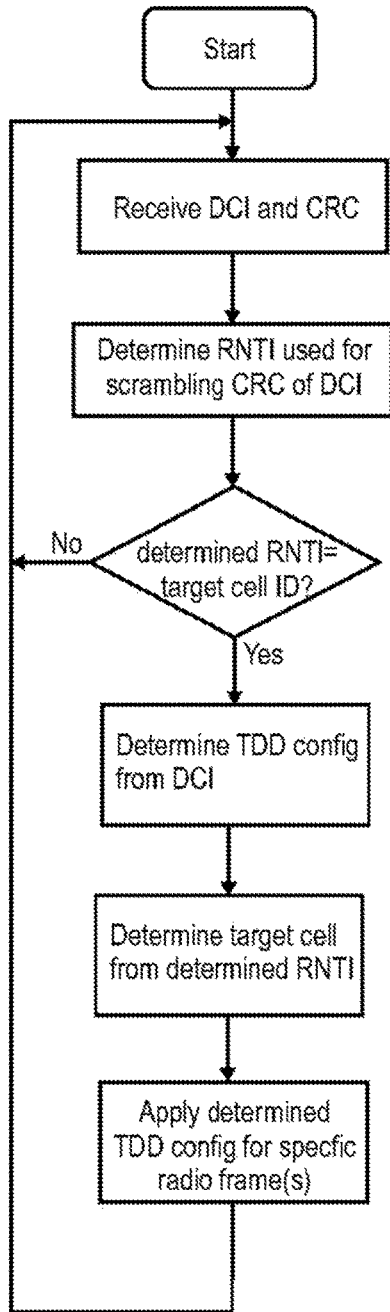 Start
Receive DCI and CRC
Determine RNTI used for
scrambling CRC of DCI
No
determined RNTI=
target cell ID?
Yes
Determine TDD config
from DCI
Determine target cell
from determined RNTI
Apply determined
TDD config for specfic
radio frame(s)